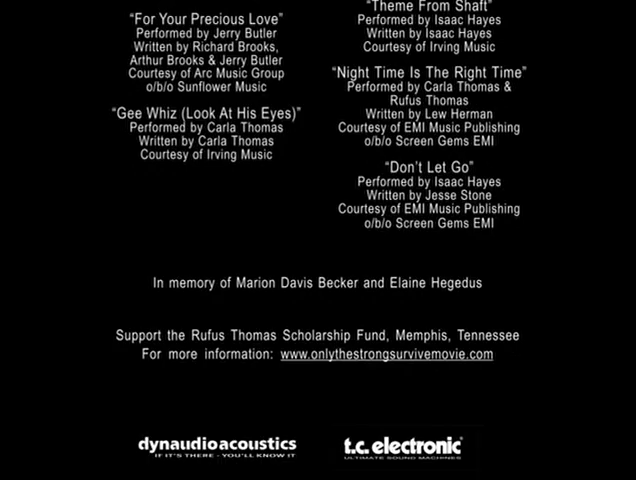 “For Your Precious Love”
Performed by Jerry Butler
Written by Richard Brooks,
Arthur Brooks & Jerry Butler
Courtesy of Arc Music Group
o/b/o Sunflower Music
“Gee Whiz (Look At His Eyes)”
Performed by Carla Thomas
Written by Carla Thomas
Courtesy of Irving Music
“Theme From Shaft”
Performed by Isaac Hayes
Written by Isaac Hayes
Courtesy of Irving Music
“Night Time Is The Right Time”
Performed by Carla Thomas &
Rufus Thomas
Written by Lew Herman
Courtesy of EMI Music Publishing
o/b/o Screen Gems EMI
“Don’t Let Go”
Performed by Isaac Hayes
Written by Jesse Stone
Courtesy of EMI Music Publishing
o/b/o Screen Gems EMI
In memory of Marion Davis Becker and Elaine Hegedus
Support the Rufus Thomas Scholarship Fund, Memphis, Tennessee
For more information: www.onlythestrongsurvivemovie.com
dynaudioacoustics
IF IT'S THERE - YOU'LL KNOW IT
t.c. electronic®
ULTIMATE SOUND MACHINES